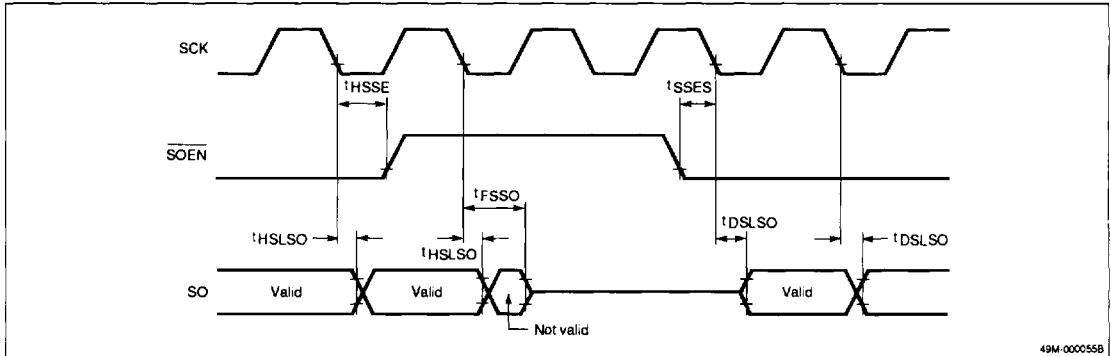 SCK
tHSSE
tSSES
SOEN
tFSSO
tHSLSO
tHSLSO
tDSLSO
tDSLSO
SO
Valid
Valid
Valid
Not valid
49M-000055B